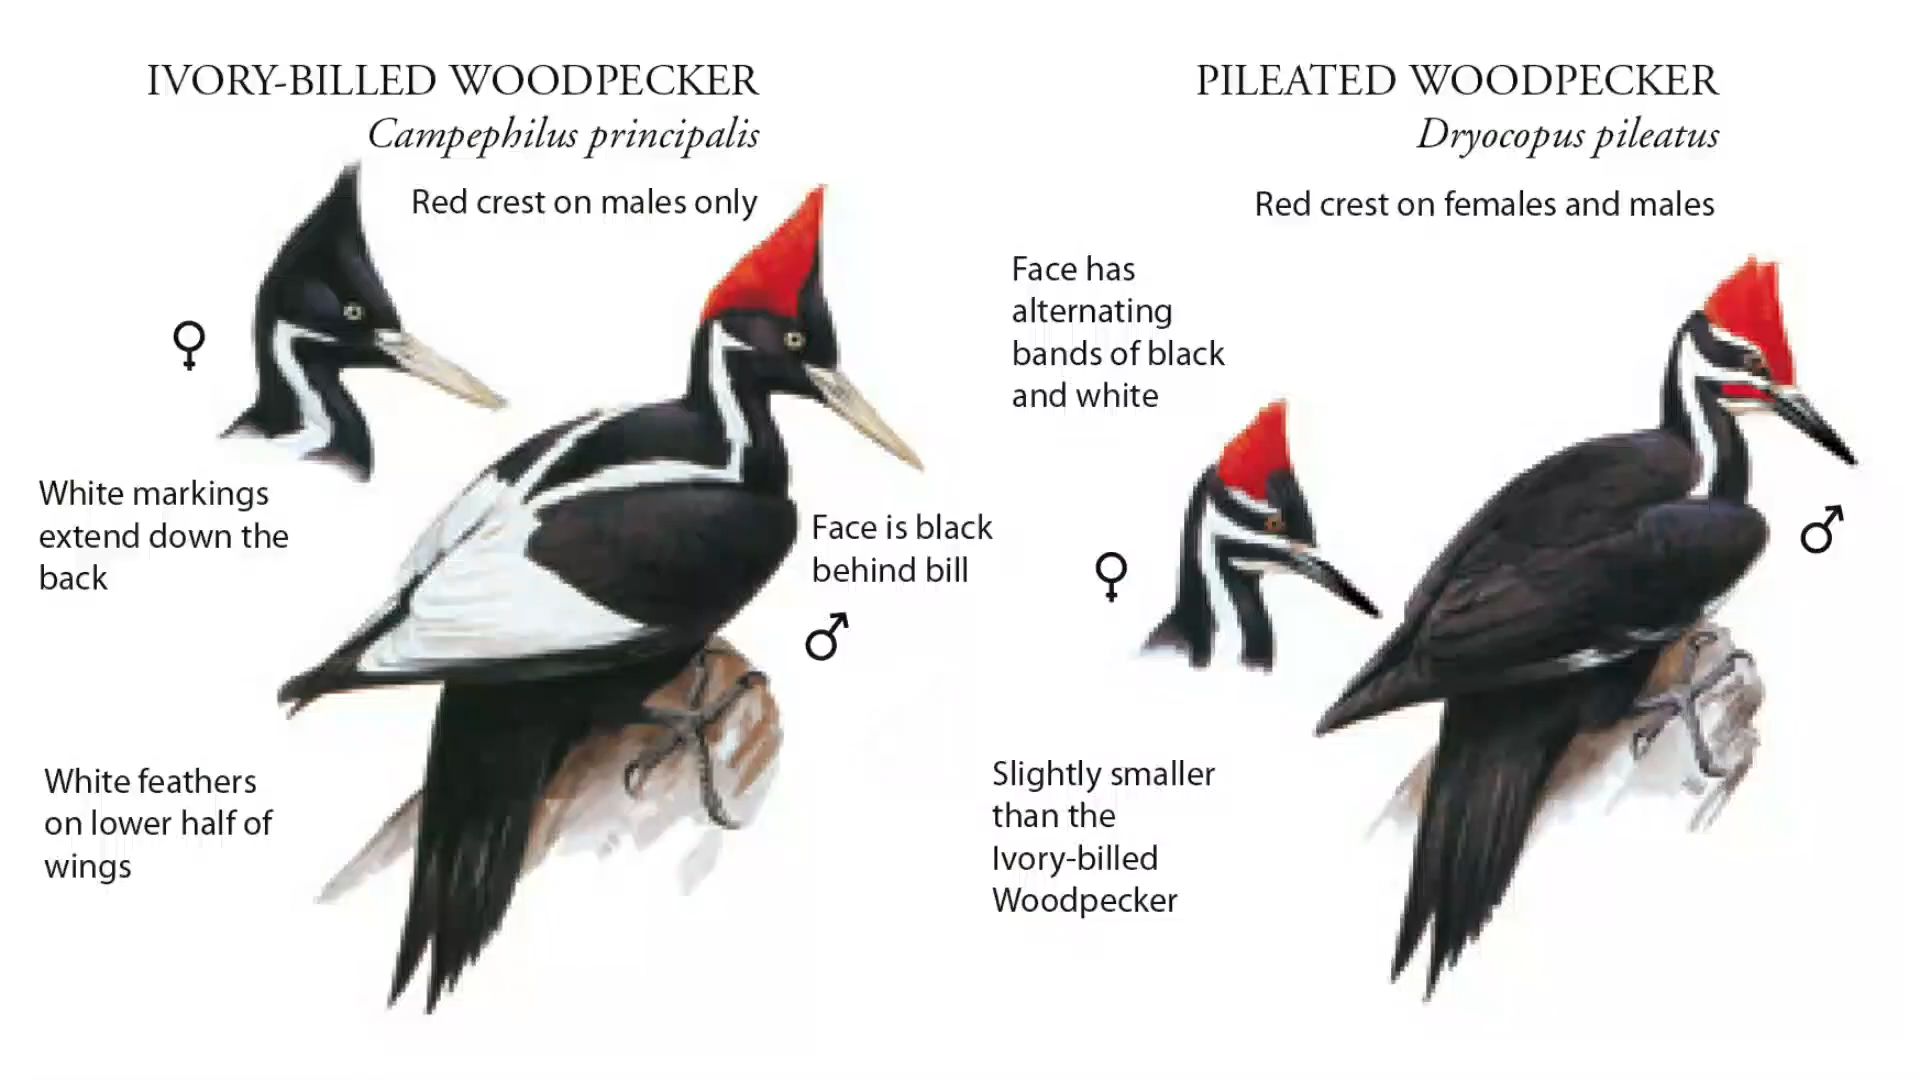 IVORY-BILLED WOODPECKER
Campephilus principalis
Red crest on males only
♀
White markings
extend down the
back
Face is black
behind bill
♂
White feathers
on lower half of
wings
PILEATED WOODPECKER
Dryocopus pileatus
Red crest on females and males
Face has
alternating
bands of black
and white
♀
♂
Slightly smaller
than the
Ivory-billed
Woodpecker